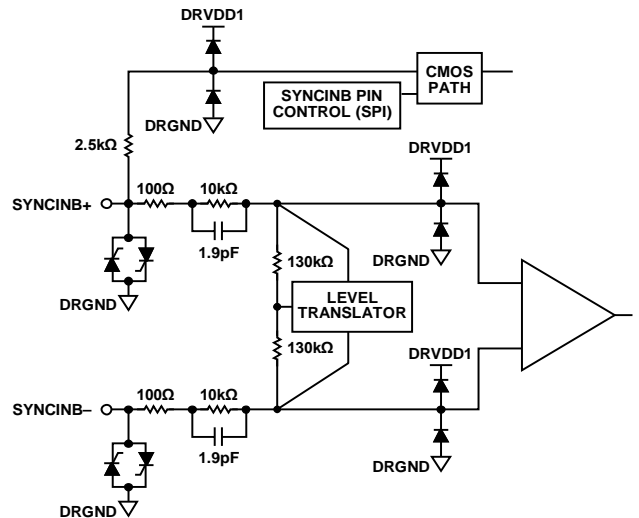 DRVDD1
CMOS
PATH
SYNCINB PIN
CONTROL (SPI)
DRGND
2.5kΩ
DRVDD1
100Ω
10kΩ
SYNCINB+
1.9pF
DRGND
130kΩ
DRGND
LEVEL
TRANSLATOR
130kΩ
DRVDD1
100Ω
10kΩ
SYNCINB–
1.9pF
DRGND
DRGND